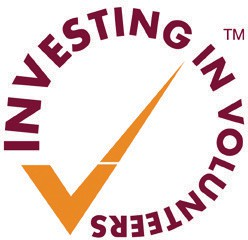 INVESTING IN VOLUNTEERS
TM